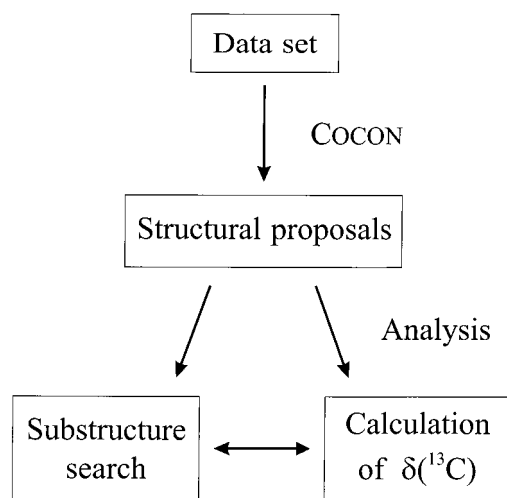 Data set
COCON
Structural proposals
Analysis
Substructure
search
Calculation
of δ(¹³C)